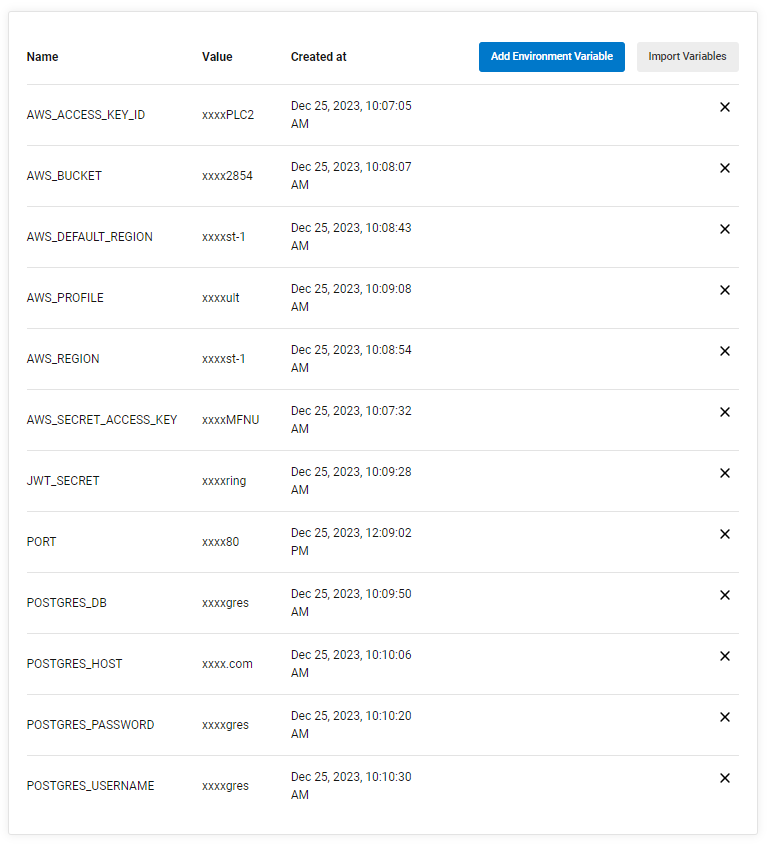 Name Value Created at Add Environment Variable Import Variables
AWS_ACCESS_KEY_ID xxxxPLC2 Dec 25, 2023, 10:07:05
AM
AWS_BUCKET xxxx2854 Dec 25, 2023, 10:08:07
AM
AWS_DEFAULT_REGION xxxxst-1 Dec 25, 2023, 10:08:43
AM
AWS_PROFILE xxxxult Dec 25, 2023, 10:09:08
AM
AWS_REGION xxxxst-1 Dec 25, 2023, 10:08:54
AM
AWS_SECRET_ACCESS_KEY xxxxMFNU Dec 25, 2023, 10:07:32
AM
JWT_SECRET xxxxring Dec 25, 2023, 10:09:28
AM
PORT xxxx80 Dec 25, 2023, 12:09:02
PM
POSTGRES_DB xxxxgres Dec 25, 2023, 10:09:50
AM
POSTGRES_HOST xxxx.com Dec 25, 2023, 10:10:06
AM
POSTGRES_PASSWORD xxxxgres Dec 25, 2023, 10:10:20
AM
POSTGRES_USERNAME xxxxgres Dec 25, 2023, 10:10:30
AM